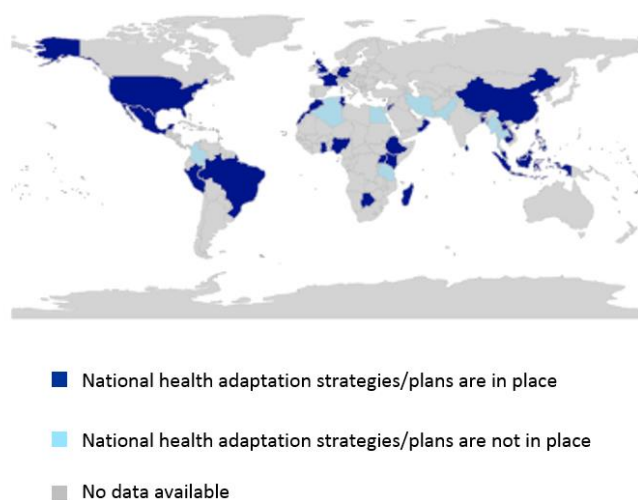 National health adaptation strategies/plans are in place
National health adaptation strategies/plans are not in place
No data available